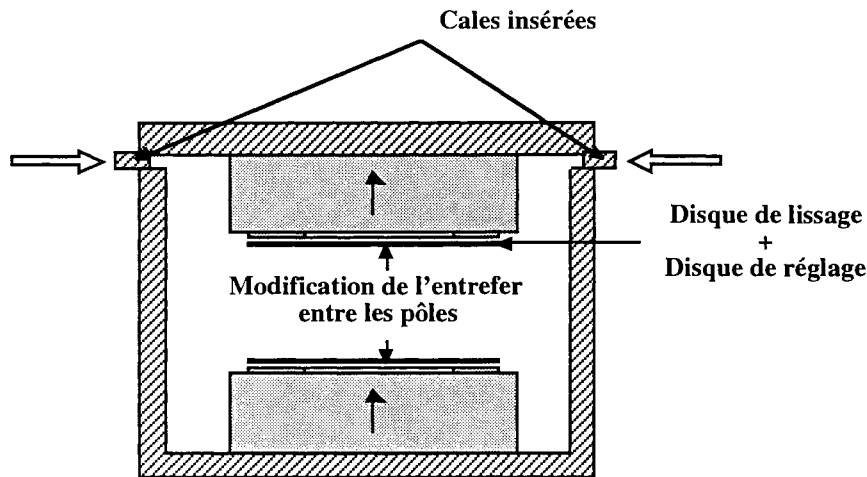 Cales insérées
Disque de lissage
+
Disque de réglage
Modification de l'entrefer
entre les pôles